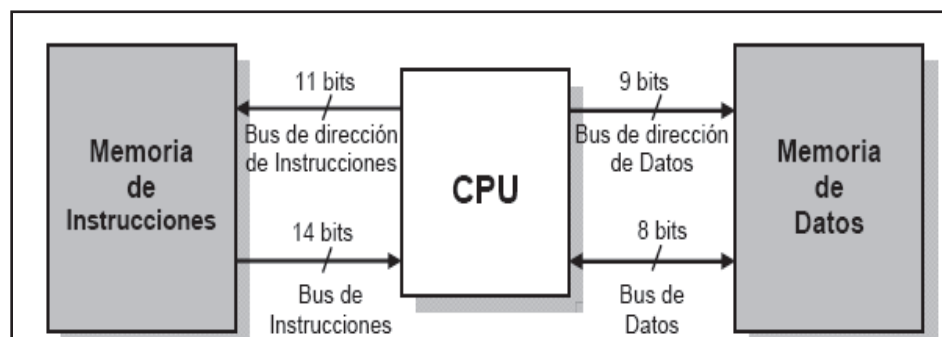 Memoria
de
Instrucciones
11 bits
Bus de dirección
de Instrucciones
14 bits
Bus de
Instrucciones
CPU
9 bits
Bus de dirección
de Datos
8 bits
Bus de
Datos
Memoria
de
Datos